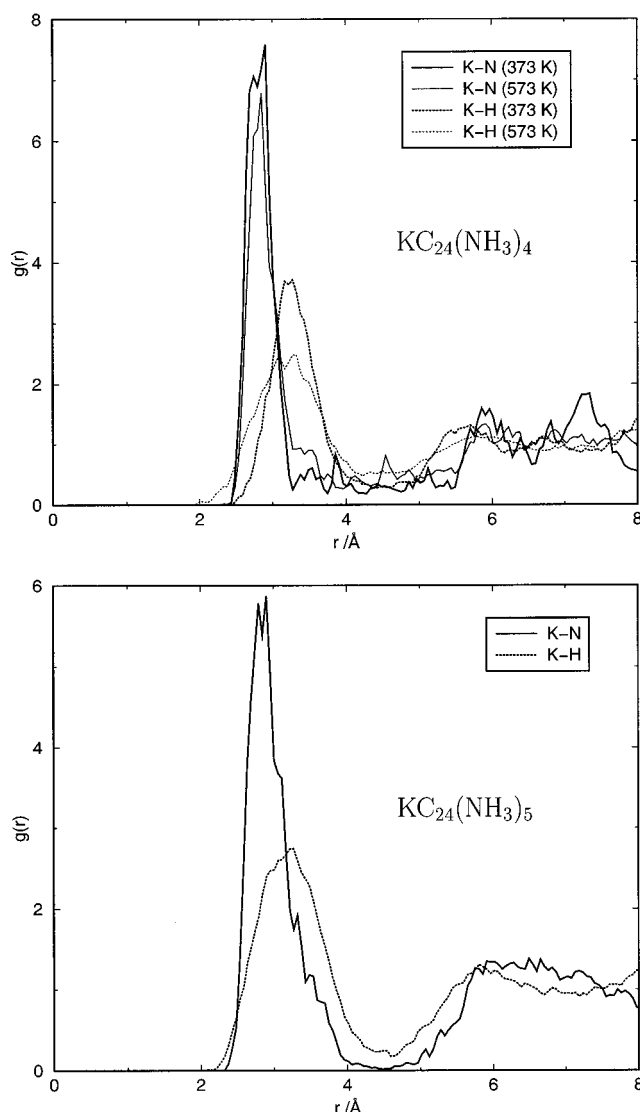 8
6
4
2
0
g(r)
K–N (373 K)
K–N (573 K)
K–H (373 K)
K–H (573 K)
KC₂₄(NH₃)₄
0
2
4
6
8
r /Å
6
4
2
0
g(r)
K–N
K–H
KC₂₄(NH₃)₅
0
2
4
6
8
r /Å